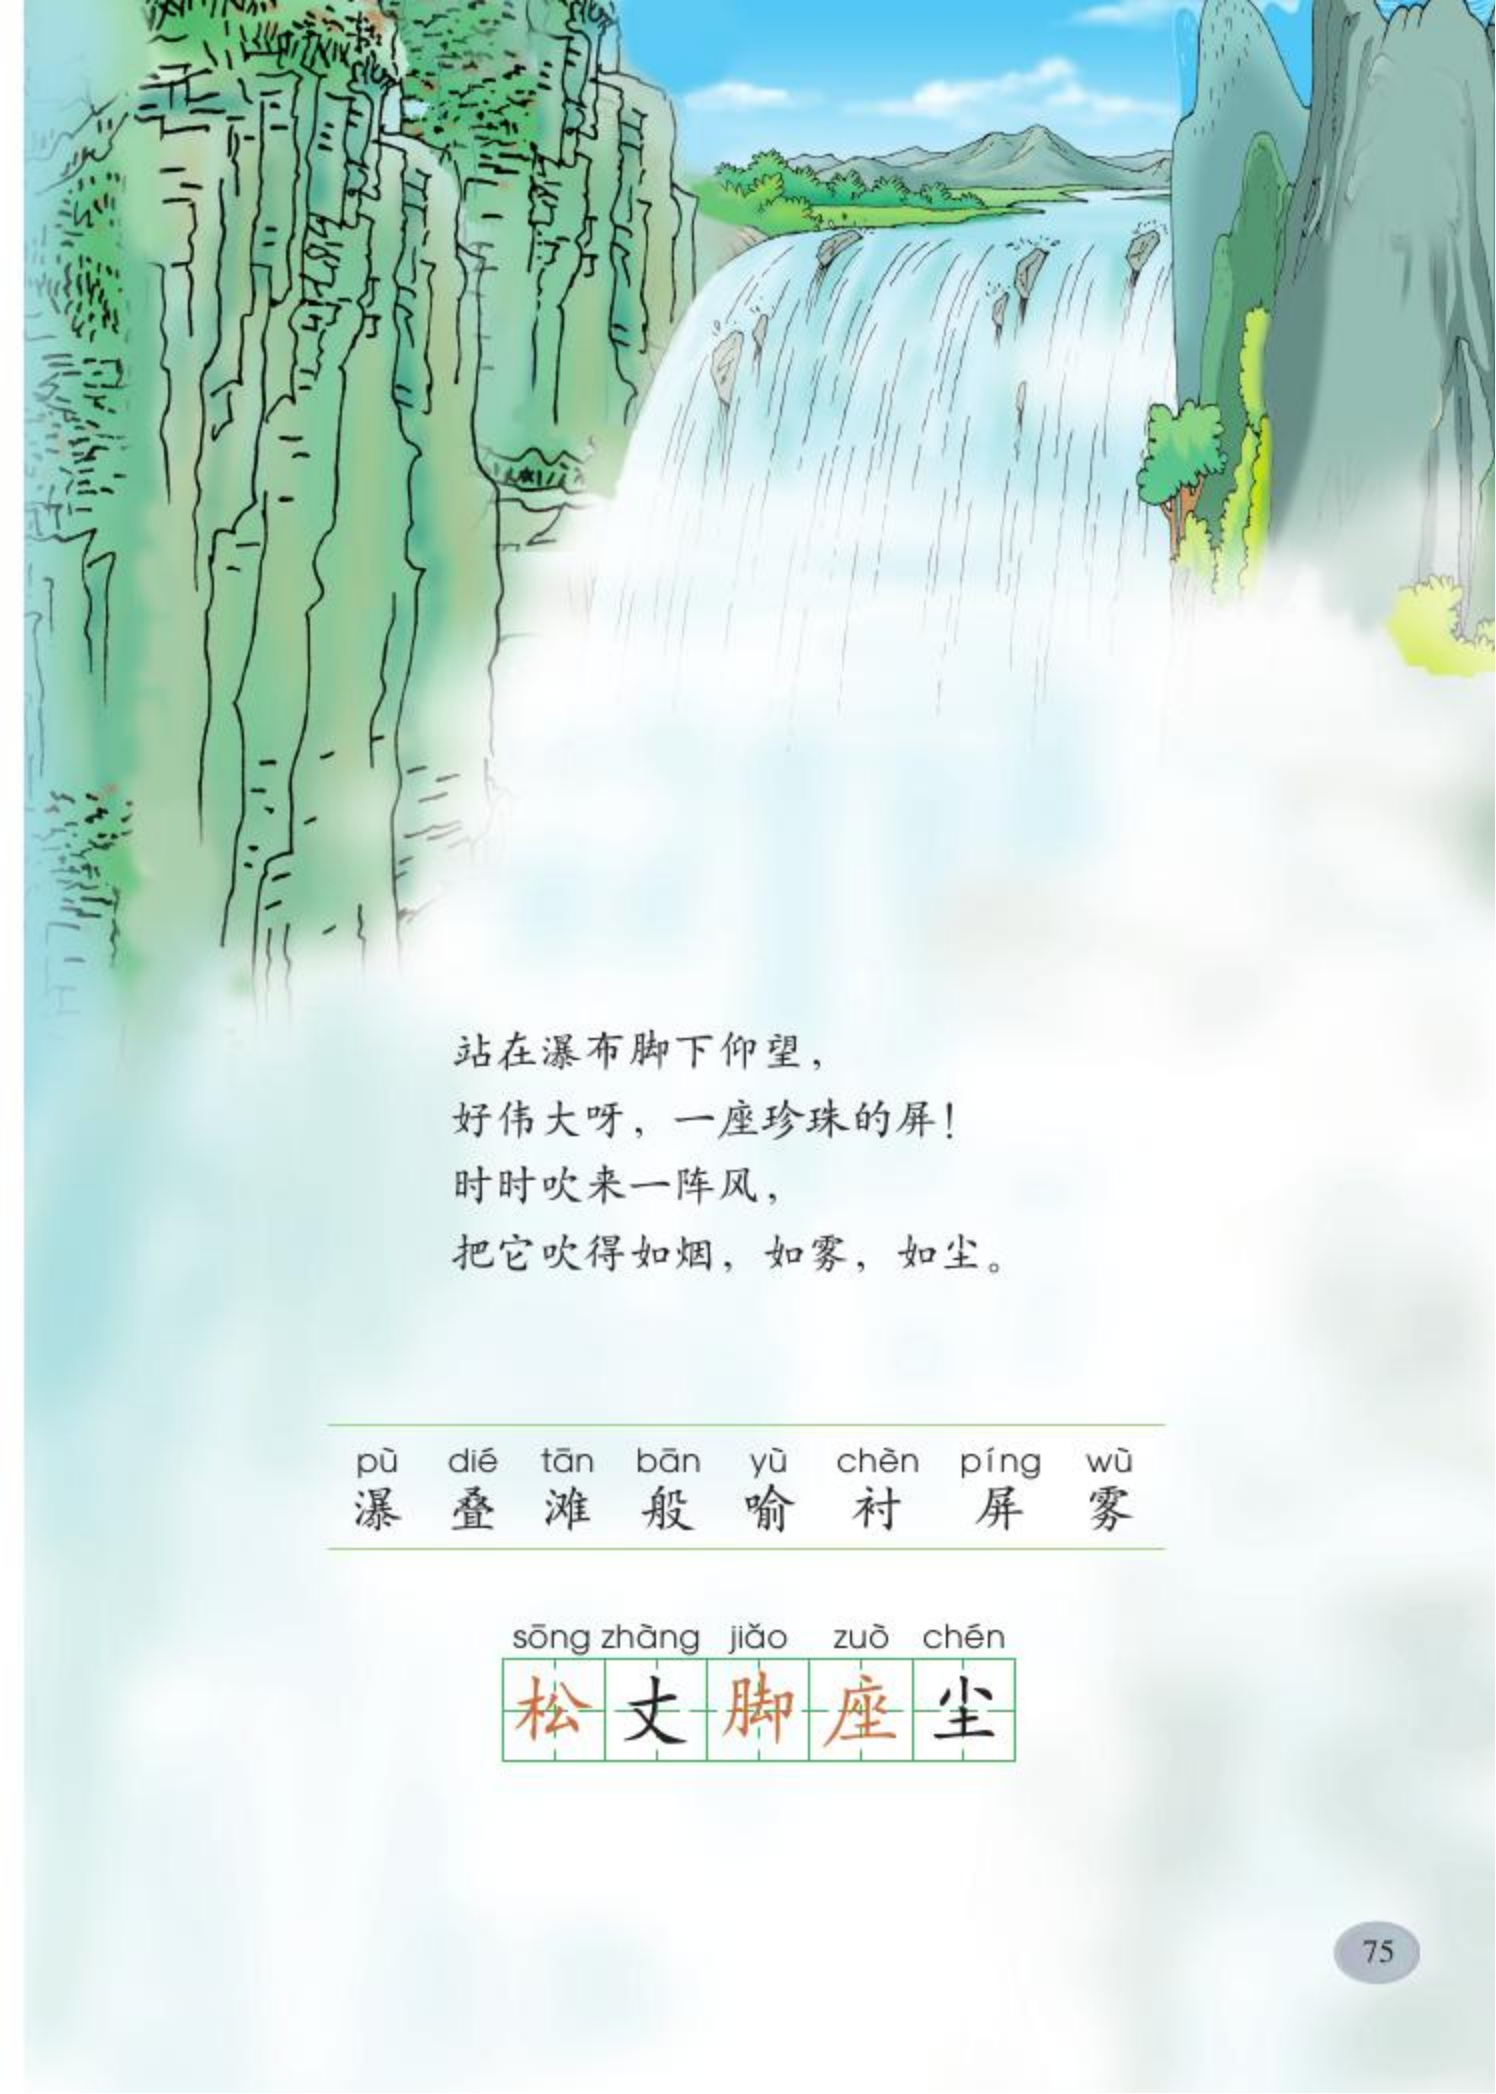 站在瀑布脚下仰望，
好伟大呀，一座珍珠的屏！
时时吹来一阵风，
把它吹得如烟，如雾，如尘。
pù dié tān bān yù chèn píng wù
瀑 叠 滩 般 喻 衬 屏 雾
sōng zhàng jiǎo zuò chén
松 丈 脚 座 尘
75